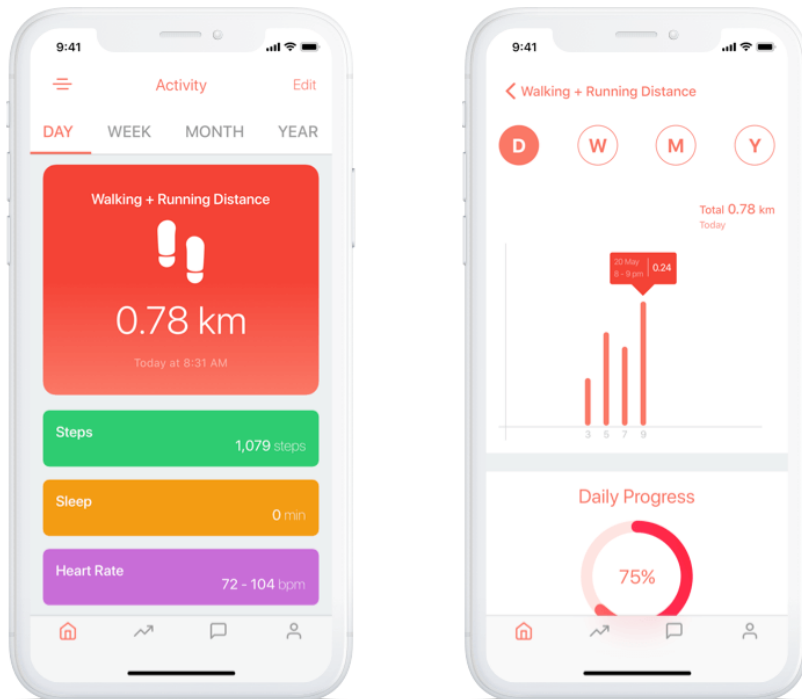 9:41
Activity
Edit
DAY WEEK MONTH YEAR
Walking + Running Distance
0.78 km
Today at 8:31 AM
Steps
1,079 steps
Sleep
0 min
Heart Rate
72 - 104 bpm
9:41
Walking + Running Distance
D W M Y
Total 0.78 km
Today
20 May
8 - 9 pm
0.24
3 5 7 9
Daily Progress
75%